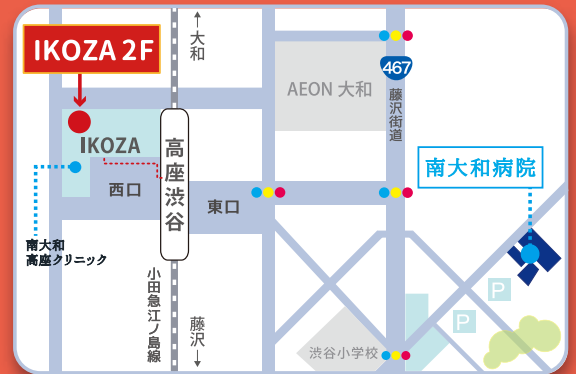 IKOZA 2F
↑
大和
467
AEON 大和
藤沢街道
IKOZA
高座渋谷
南大和病院
西口
東口
南大和
高座クリニック
小田急江ノ島線
藤沢
↓
P
P
渋谷小学校